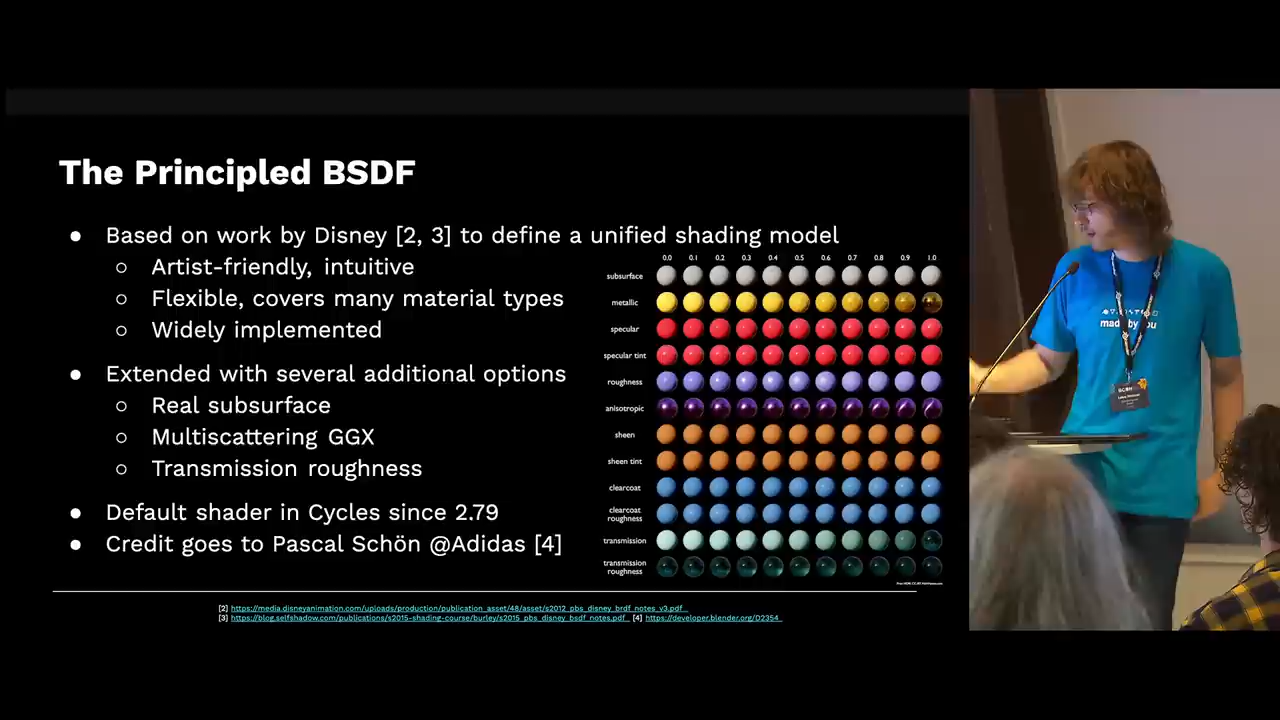 The Principled BSDF
● Based on work by Disney [2, 3] to define a unified shading model
○ Artist-friendly, intuitive
○ Flexible, covers many material types
○ Widely implemented
● Extended with several additional options
○ Real subsurface
○ Multiscattering GGX
○ Transmission roughness
● Default shader in Cycles since 2.79
● Credit goes to Pascal Schön @Adidas [4]
0.0 0.1 0.2 0.3 0.4 0.5 0.6 0.7 0.8 0.9 1.0
subsurface
metallic
specular
specular tint
roughness
anisotropic
sheen
sheen tint
clearcoat
clearcoat
roughness
transmission
transmission
roughness
[2] https://media.disneyanimation.com/uploads/production/publication_asset/48/asset/s2012_pbs_disney_brdf_notes_v3.pdf
[3] https://blog.selfshadow.com/publications/s2015-shading-course/burley/s2015_pbs_disney_bsdf_notes.pdf [4] https://developer.blender.org/D2354
made by you